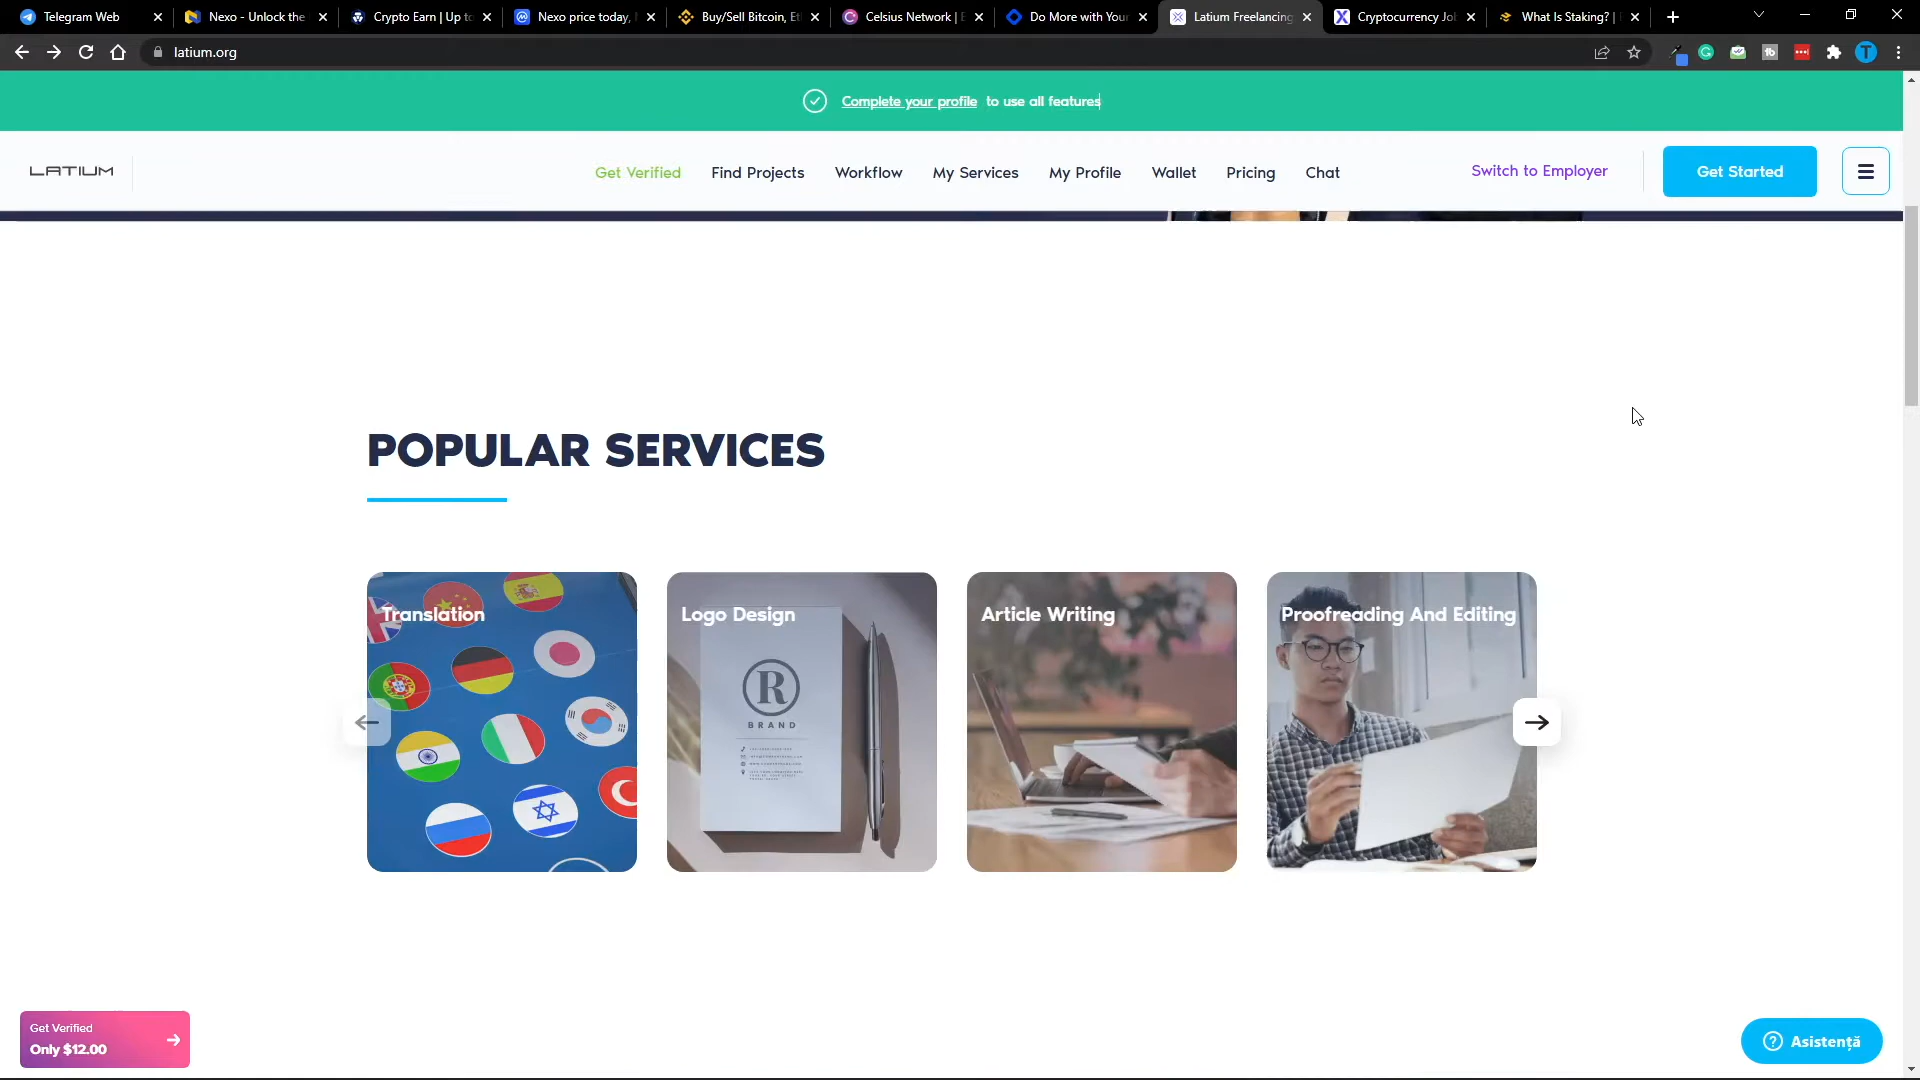 Telegram Web
Nexo - Unlock the
Crypto Earn | Up to
Nexo price today,
Buy/Sell Bitcoin, Et
Celsius Network | E
Do More with Your
Latium Freelancing
Cryptocurrency Jo
What Is Staking? |
latium.org
Complete your profile to use all features
LATIUM
Get Verified
Find Projects
Workflow
My Services
My Profile
Wallet
Pricing
Chat
Switch to Employer
Get Started
POPULAR SERVICES
Translation
Logo Design
Article Writing
Proofreading And Editing
R
BRAND
Get Verified
Only $12.00
Asistență